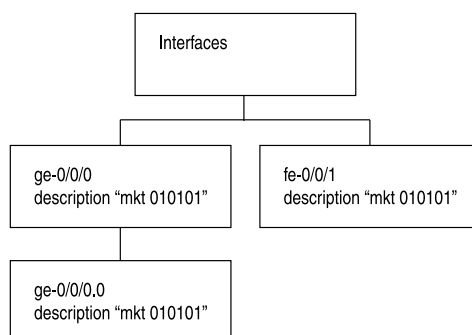 Interfaces
ge-0/0/0
description “mkt 010101”
fe-0/0/1
description “mkt 010101”
ge-0/0/0.0
description “mkt 010101”